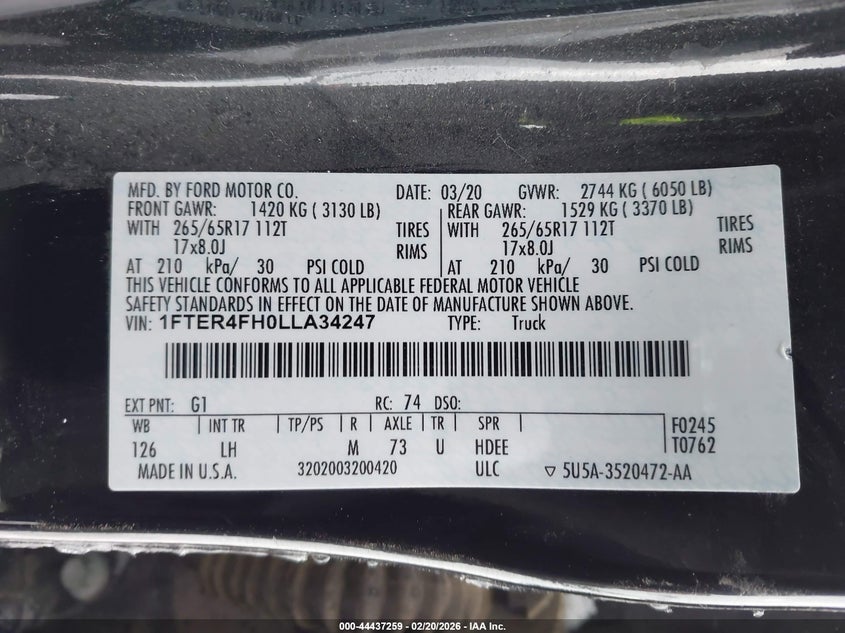 MFD. BY FORD MOTOR CO. DATE: 03/20 GVWR: 2744 KG ( 6050 LB)
FRONT GAWR: 1420 KG ( 3130 LB) REAR GAWR: 1529 KG ( 3370 LB)
WITH 265/65R17 112T TIRES WITH 265/65R17 112T TIRES
17x8.0J RIMS 17x8.0J RIMS
AT 210 kPa/ 30 PSI COLD AT 210 kPa/ 30 PSI COLD
THIS VEHICLE CONFORMS TO ALL APPLICABLE FEDERAL MOTOR VEHICLE
SAFETY STANDARDS IN EFFECT ON THE DATE OF MANUFACTURE SHOWN ABOVE.
VIN: 1FTER4FH0LLA34247 TYPE: Truck
EXT PNT: G1 RC: 74 DSO:
WB INT TR TP/PS R AXLE TR SPR F0245
126 LH M 73 U HDEE T0762
MADE IN U.S.A. 3202003200420 ULC ▽ 5U5A-3520472-AA
000-44437259 - 02/20/2026 - IAA Inc.